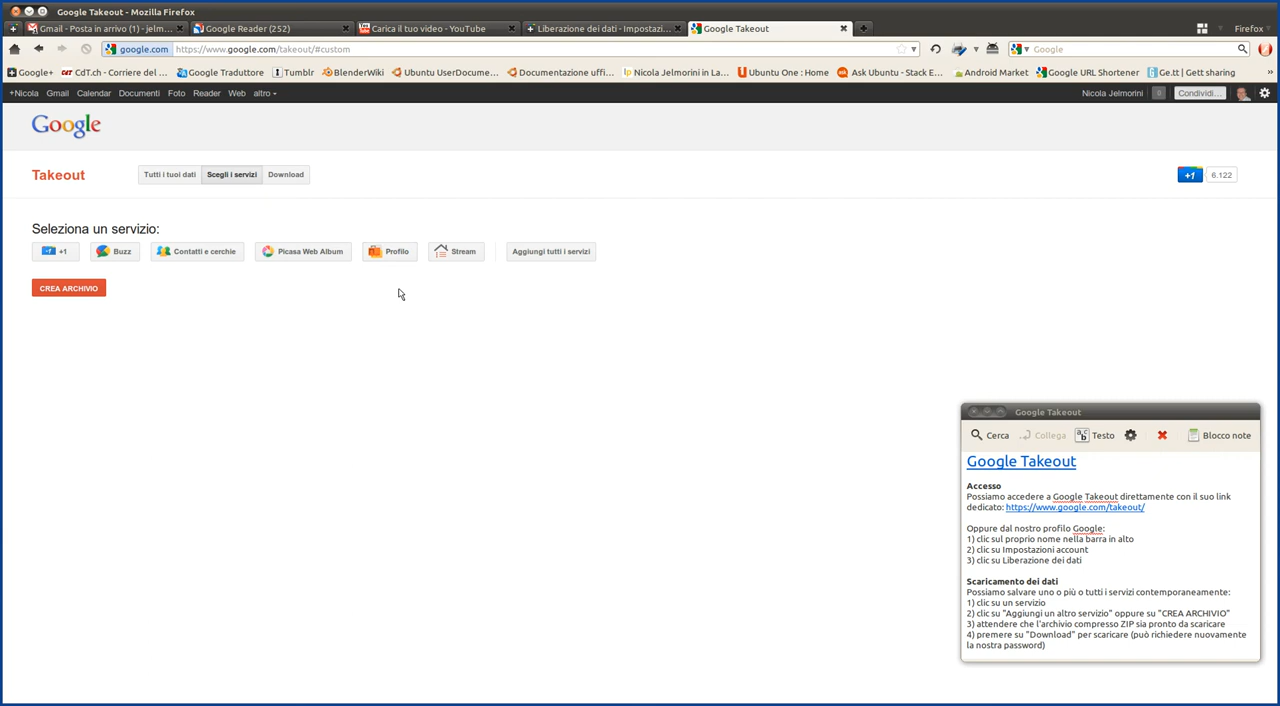 Google Takeout - Mozilla Firefox
Gmail - Posta in arrivo (1) - jelm...
Google Reader (252)
Carica il tuo video - YouTube
Liberazione dei dati - Impostazi...
Google Takeout
Firefox
google.com
https://www.google.com/takeout/#custom
Google
Google+
CdT.ch - Corriere del ...
Google Traduttore
Tumblr
BlenderWiki
Ubuntu UserDocume...
Documentazione uffi...
Nicola Jelmorini in La...
Ubuntu One : Home
Ask Ubuntu - Stack E...
Android Market
Google URL Shortener
Ge.tt | Gett sharing
+Nicola Gmail Calendar Documenti Foto Reader Web altro
Nicola Jelmorini
0
Condividi...
Google
Takeout
Tutti i tuoi dati
Scegli i servizi
Download
+1
6.122
Seleziona un servizio:
+1
+1
Buzz
Contatti e cerchie
Picasa Web Album
Profilo
Stream
Aggiungi tutti i servizi
CREA ARCHIVIO
Google Takeout
Cerca
Collega
Testo
Blocco note
Google Takeout
Accesso
Possiamo accedere a Google Takeout direttamente con il suo link
dedicato: https://www.google.com/takeout/
Oppure dal nostro profilo Google:
1) clic sul proprio nome nella barra in alto
2) clic su Impostazioni account
3) clic su Liberazione dei dati
Scaricamento dei dati
Possiamo salvare uno o più o tutti i servizi contemporaneamente:
1) clic su un servizio
2) clic su "Aggiungi un altro servizio" oppure su "CREA ARCHIVIO"
3) attendere che l'archivio compresso ZIP sia pronto da scaricare
4) premere su "Download" per scaricare (può richiedere nuovamente
la nostra password)